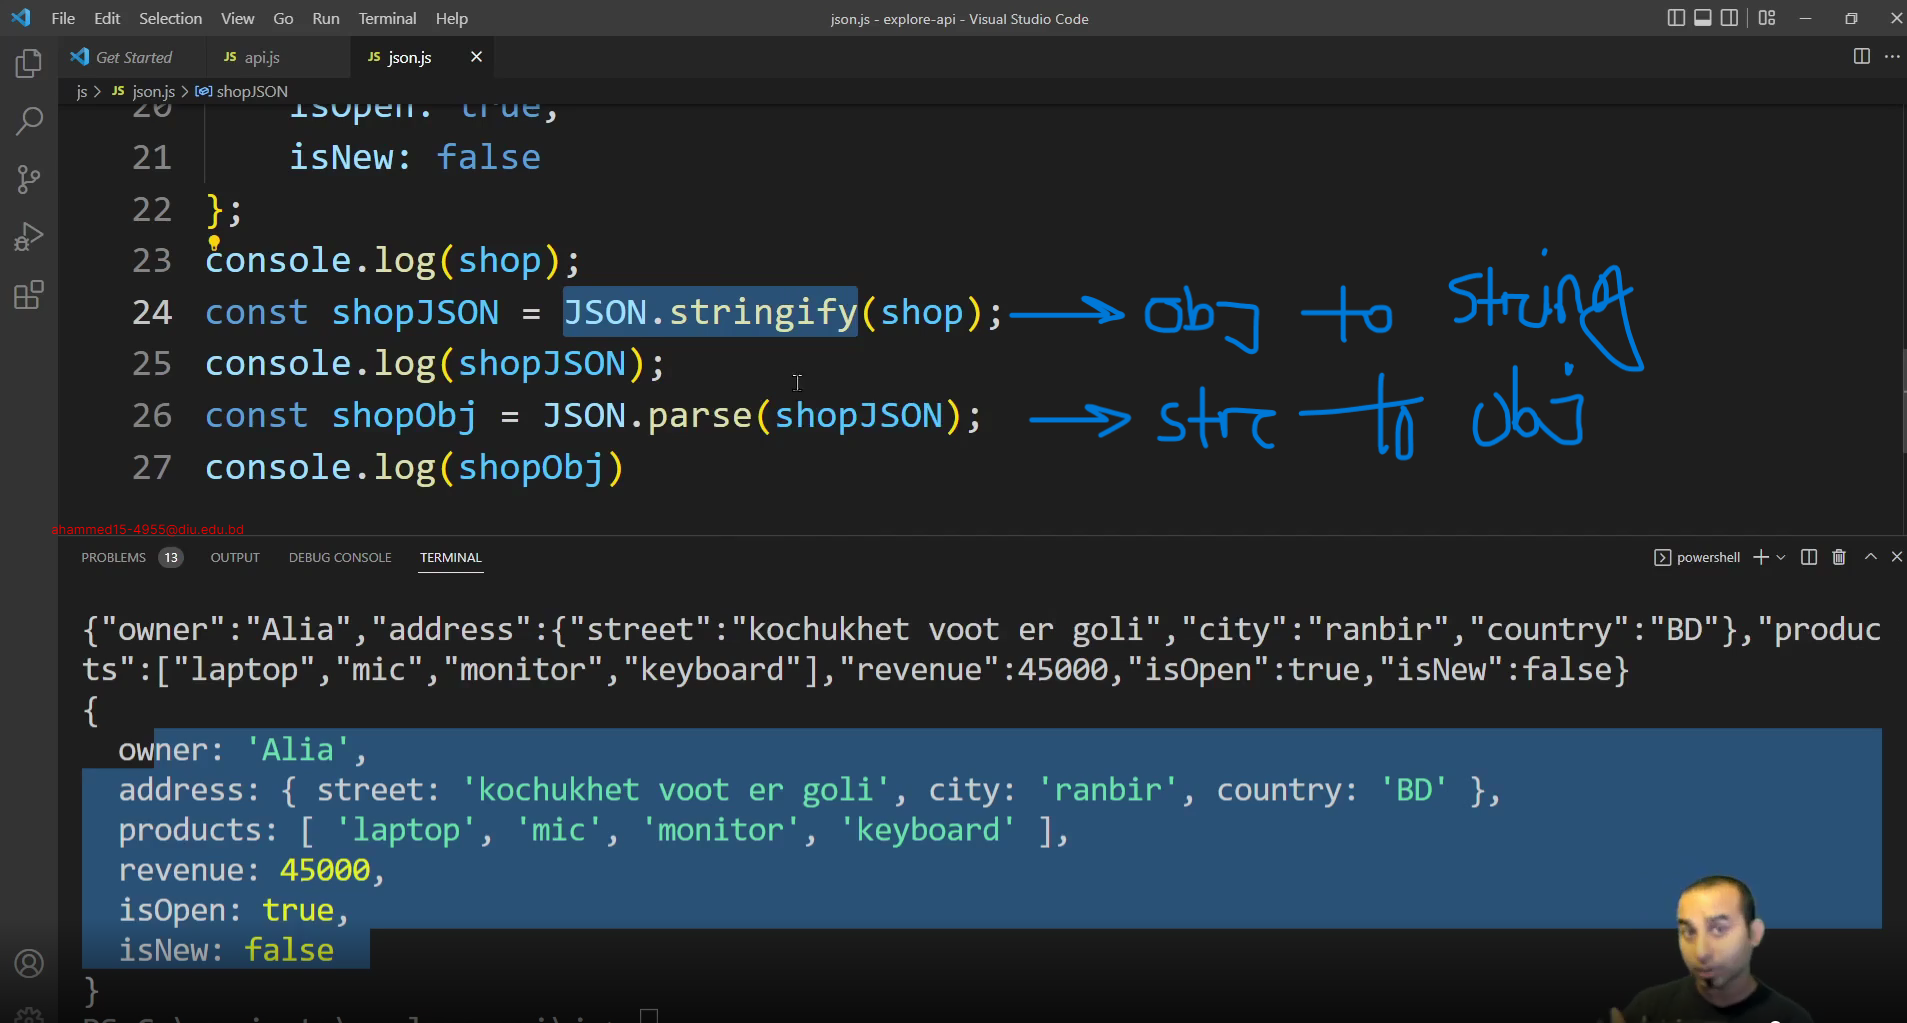 File Edit Selection View Go Run Terminal Help json.js - explore-api - Visual Studio Code
Get Started JS api.js JS json.js
js > JS json.js > shopJSON
20 isOpen: true,
21 isNew: false
22 };
23 console.log(shop);
24 const shopJSON = JSON.stringify(shop); obj to string
25 console.log(shopJSON);
26 const shopObj = JSON.parse(shopJSON); str to obj
27 console.log(shopObj)
ahammed15-4955@diu.edu.bd
PROBLEMS 13 OUTPUT DEBUG CONSOLE TERMINAL powershell
{"owner":"Alia","address":{"street":"kochukhet voot er goli","city":"ranbir","country":"BD"},"produc
ts":["laptop","mic","monitor","keyboard"],"revenue":45000,"isOpen":true,"isNew":false}
{
owner: 'Alia',
address: { street: 'kochukhet voot er goli', city: 'ranbir', country: 'BD' },
products: [ 'laptop', 'mic', 'monitor', 'keyboard' ],
revenue: 45000,
isOpen: true,
isNew: false
}